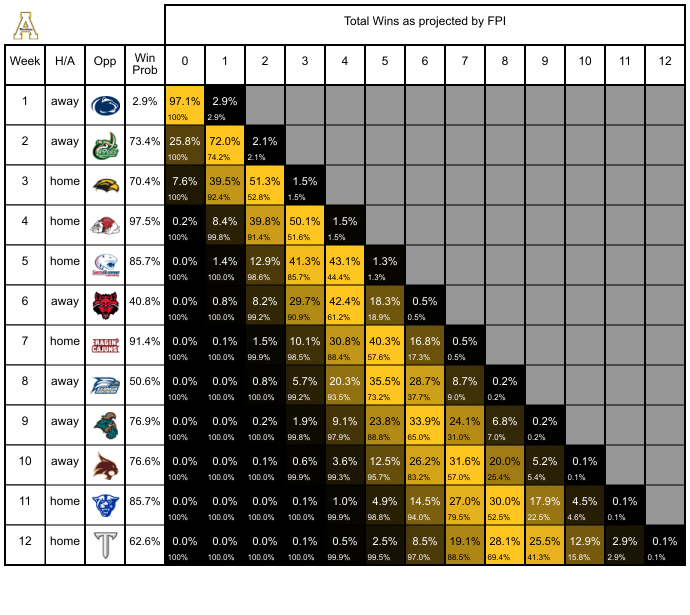 A
Total Wins as projected by FPI
Week H/A Opp Win Prob 0 1 2 3 4 5 6 7 8 9 10 11 12
1 away 2.9% 97.1% 2.9%
100% 2.9%
2 away 73.4% 25.8% 72.0% 2.1%
100% 74.2% 2.1%
3 home 70.4% 7.6% 39.5% 51.3% 1.5%
100% 92.4% 52.8% 1.5%
4 home 97.5% 0.2% 8.4% 39.8% 50.1% 1.5%
100% 99.8% 91.4% 51.6% 1.5%
5 home 85.7% 0.0% 1.4% 12.9% 41.3% 43.1% 1.3%
100% 100.0% 98.6% 85.7% 44.4% 1.3%
6 away 40.8% 0.0% 0.8% 8.2% 29.7% 42.4% 18.3% 0.5%
100% 100.0% 99.2% 90.9% 61.2% 18.9% 0.5%
7 home RAGIN CAJUNS 91.4% 0.0% 0.1% 1.5% 10.1% 30.8% 40.3% 16.8% 0.5%
100% 100.0% 99.9% 98.5% 88.4% 57.6% 17.3% 0.5%
8 away 50.6% 0.0% 0.0% 0.8% 5.7% 20.3% 35.5% 28.7% 8.7% 0.2%
100% 100.0% 100.0% 99.2% 93.5% 73.2% 37.7% 9.0% 0.2%
9 away 76.9% 0.0% 0.0% 0.2% 1.9% 9.1% 23.8% 33.9% 24.1% 6.8% 0.2%
100% 100.0% 100.0% 99.8% 97.9% 88.8% 65.0% 31.0% 7.0% 0.2%
10 away 76.6% 0.0% 0.0% 0.1% 0.6% 3.6% 12.5% 26.2% 31.6% 20.0% 5.2% 0.1%
100% 100.0% 100.0% 99.9% 99.3% 95.7% 83.2% 57.0% 25.4% 5.4% 0.1%
11 home 85.7% 0.0% 0.0% 0.0% 0.1% 1.0% 4.9% 14.5% 27.0% 30.0% 17.9% 4.5% 0.1%
100% 100.0% 100.0% 100.0% 99.9% 98.8% 94.0% 79.5% 52.5% 22.5% 4.6% 0.1%
12 home T 62.6% 0.0% 0.0% 0.0% 0.1% 0.5% 2.5% 8.5% 19.1% 28.1% 25.5% 12.9% 2.9% 0.1%
100% 100.0% 100.0% 100.0% 99.9% 99.5% 97.0% 88.5% 69.4% 41.3% 15.8% 2.9% 0.1%